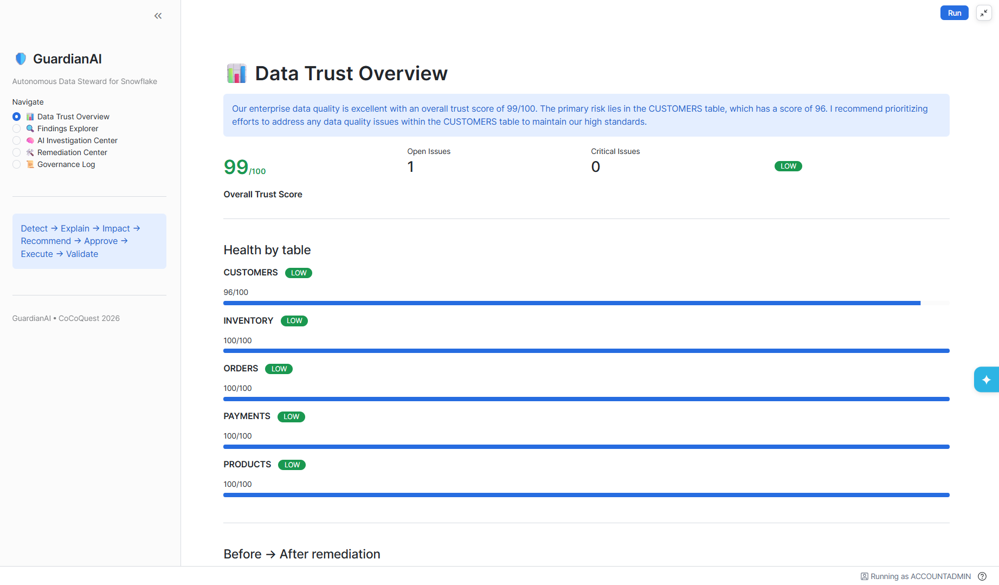 Run
GuardianAI
Autonomous Data Steward for Snowflake
Navigate
Data Trust Overview
Findings Explorer
AI Investigation Center
Remediation Center
Governance Log
Detect → Explain → Impact →
Recommend → Approve →
Execute → Validate
GuardianAI • CoCoQuest 2026
Data Trust Overview
Our enterprise data quality is excellent with an overall trust score of 99/100. The primary risk lies in the CUSTOMERS table, which has a score of 96. I recommend prioritizing
efforts to address any data quality issues within the CUSTOMERS table to maintain our high standards.
99/100
Overall Trust Score
Open Issues
1
Critical Issues
0
LOW
Health by table
CUSTOMERS LOW
96/100
INVENTORY LOW
100/100
ORDERS LOW
100/100
PAYMENTS LOW
100/100
PRODUCTS LOW
100/100
Before → After remediation
Running as ACCOUNTADMIN